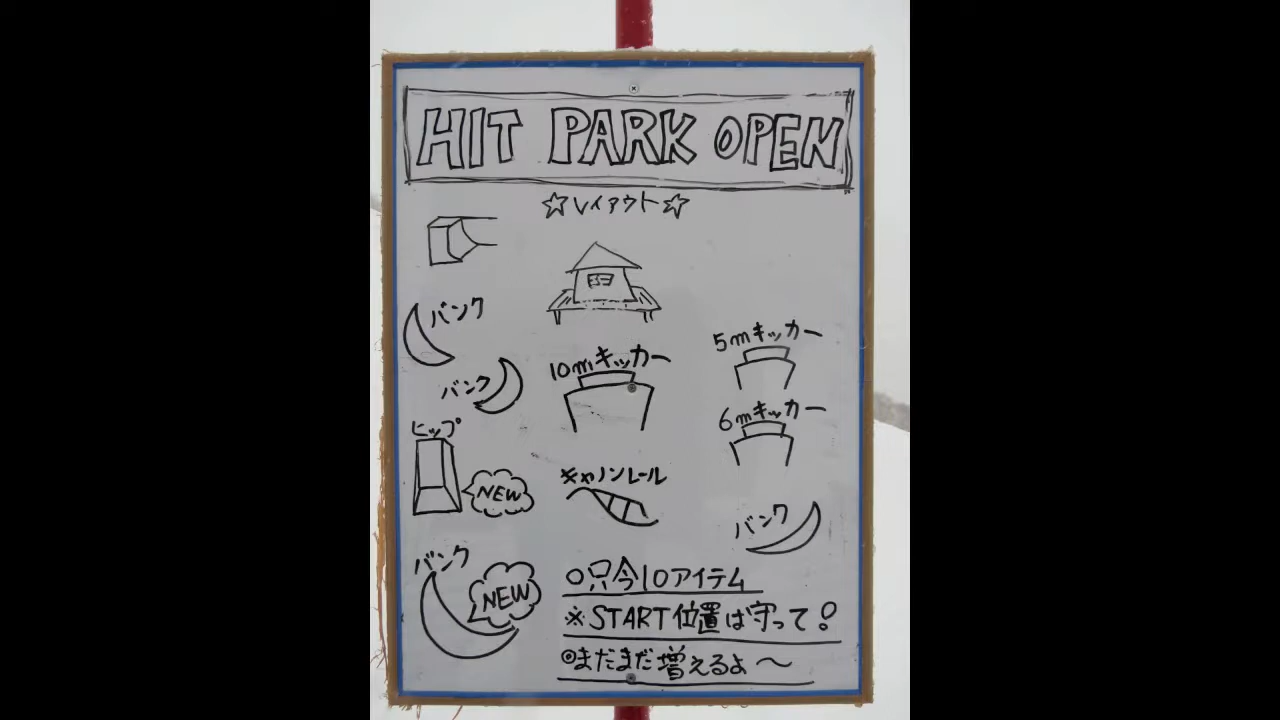 HIT PARK OPEN
☆レイアウト☆
バンク
バンク
ヒップ
NEW
バンク
NEW
10mキッカー
キャノンレール
5mキッカー
6mキッカー
バンク
○只今10アイテム
※START位置は守って!
◎まだまだ増えるよ〜